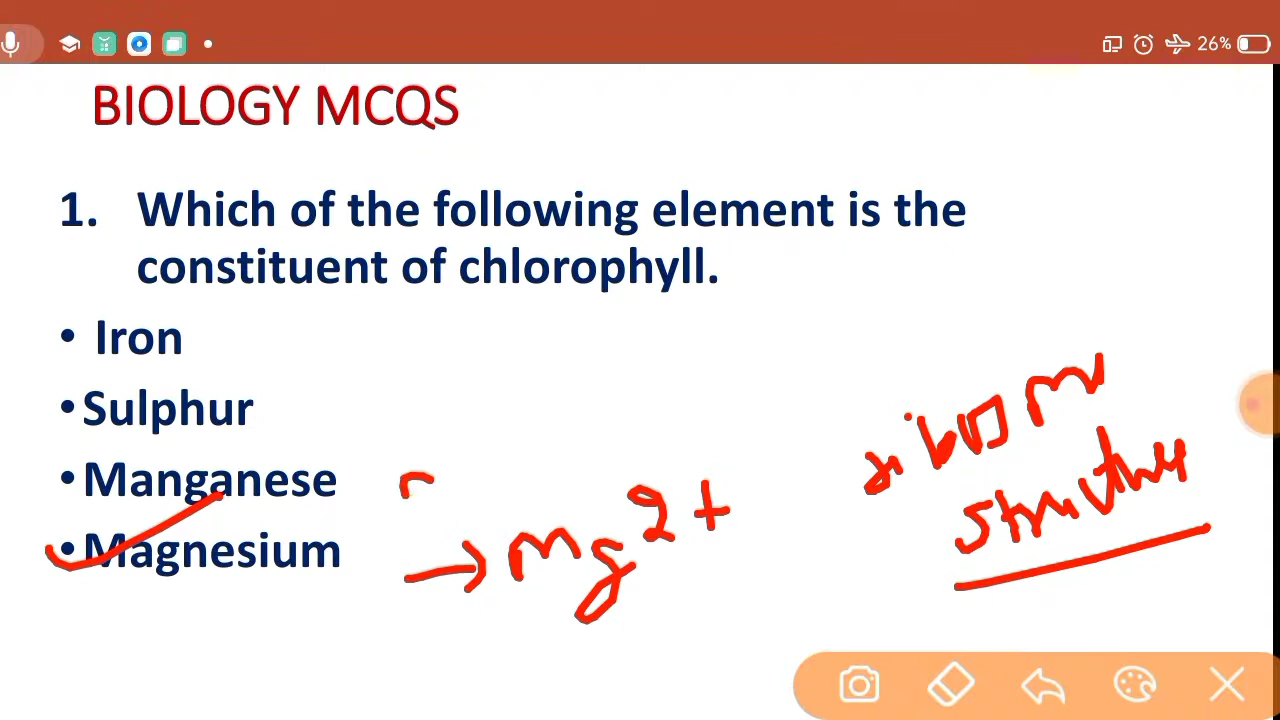 26%
BIOLOGY MCQS
1. Which of the following element is the
constituent of chlorophyll.
• Iron
• Sulphur
• Manganese
• Magnesium
→ Mg2+
structure